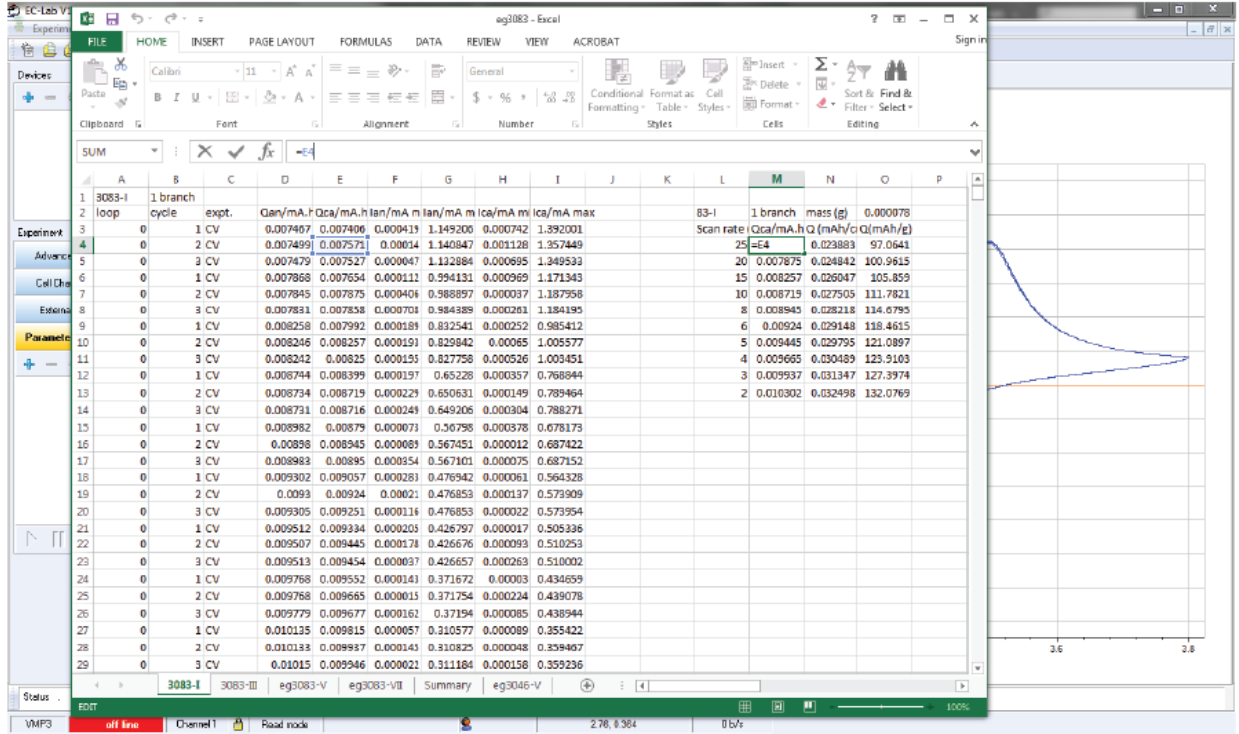 EC-Lab V1
eg3083 - Excel
Experim
FILE HOME INSERT PAGE LAYOUT FORMULAS DATA REVIEW VIEW ACROBAT Sign in
Devices
Paste Calibri 11 General Conditional Formatting Format as Table Cell Styles Insert Delete Format Sort & Filter Find & Select
Clipboard Font Alignment Number Styles Cells Editing
SUM =E4
A B C D E F G H I J K L M N O P
1 3083-I 1 branch
2 loop cycle expt. Qan/mA.h Qca/mA.h Ian/mA m Ian/mA m Ica/mA mi Ica/mA max 83-I 1 branch mass (g) 0.000078
3 0 1 CV 0.007467 0.007406 0.000419 1.149206 0.000742 1.392001 Scan rate ( Qca/mA.h Q (mAh/c Q(mAh/g)
4 0 2 CV 0.007499 0.007571 0.00014 1.140847 0.001128 1.357449 25 =E4 0.023883 97.0641
5 0 3 CV 0.007479 0.007527 0.000047 1.132884 0.000695 1.349533 20 0.007875 0.024842 100.9615
6 0 1 CV 0.007868 0.007654 0.000112 0.994131 0.000969 1.171343 15 0.008257 0.026047 105.859
7 0 2 CV 0.007845 0.007875 0.000406 0.988897 0.000037 1.187958 10 0.008719 0.027505 111.7821
8 0 3 CV 0.007831 0.007858 0.000703 0.984389 0.000261 1.184195 8 0.008945 0.028218 114.6795
9 0 1 CV 0.008258 0.007992 0.000189 0.832541 0.000252 0.985412 6 0.00924 0.029148 118.4615
10 0 2 CV 0.008246 0.008257 0.000191 0.829842 0.00065 1.005577 5 0.009445 0.029795 121.0897
11 0 3 CV 0.008242 0.00825 0.000195 0.827758 0.000526 1.003451 4 0.009665 0.030489 123.9103
12 0 1 CV 0.008744 0.008399 0.000197 0.65228 0.000357 0.768844 3 0.009937 0.031347 127.3974
13 0 2 CV 0.008734 0.008719 0.000229 0.650631 0.000149 0.789464 2 0.010302 0.032498 132.0769
14 0 3 CV 0.008731 0.008716 0.000249 0.649206 0.000304 0.788271
15 0 1 CV 0.008982 0.00879 0.000073 0.56798 0.000378 0.678173
16 0 2 CV 0.00898 0.008945 0.000089 0.567451 0.000012 0.687422
17 0 3 CV 0.008983 0.00895 0.000354 0.567101 0.000075 0.687152
18 0 1 CV 0.009302 0.009057 0.000283 0.476942 0.000061 0.564328
19 0 2 CV 0.0093 0.00924 0.00021 0.476853 0.000137 0.573909
20 0 3 CV 0.009305 0.009251 0.000116 0.476853 0.000022 0.573954
21 0 1 CV 0.009512 0.009334 0.000205 0.426797 0.000017 0.505336
22 0 2 CV 0.009507 0.009445 0.000178 0.426676 0.000093 0.510253
23 0 3 CV 0.009513 0.009454 0.000037 0.426657 0.000263 0.510002
24 0 1 CV 0.009768 0.009552 0.000143 0.371672 0.00003 0.434659
25 0 2 CV 0.009768 0.009665 0.000015 0.371754 0.000224 0.439078
26 0 3 CV 0.009779 0.009677 0.000162 0.37194 0.000085 0.438944
27 0 1 CV 0.010135 0.009815 0.000057 0.310577 0.000089 0.355422
28 0 2 CV 0.010133 0.009937 0.000145 0.310825 0.000048 0.359467
29 0 3 CV 0.01015 0.009946 0.000022 0.311184 0.000158 0.359236
Experiment
Advance
Cell Cha
Externa
Paramete
3.6 3.8
3083-I 3083-III eg3083-V eg3083-VII Summary eg3046-V
Status
EDIT 100%
VMP3 off line Channel 1 Read mode 2.76, 0.364 0 b/s